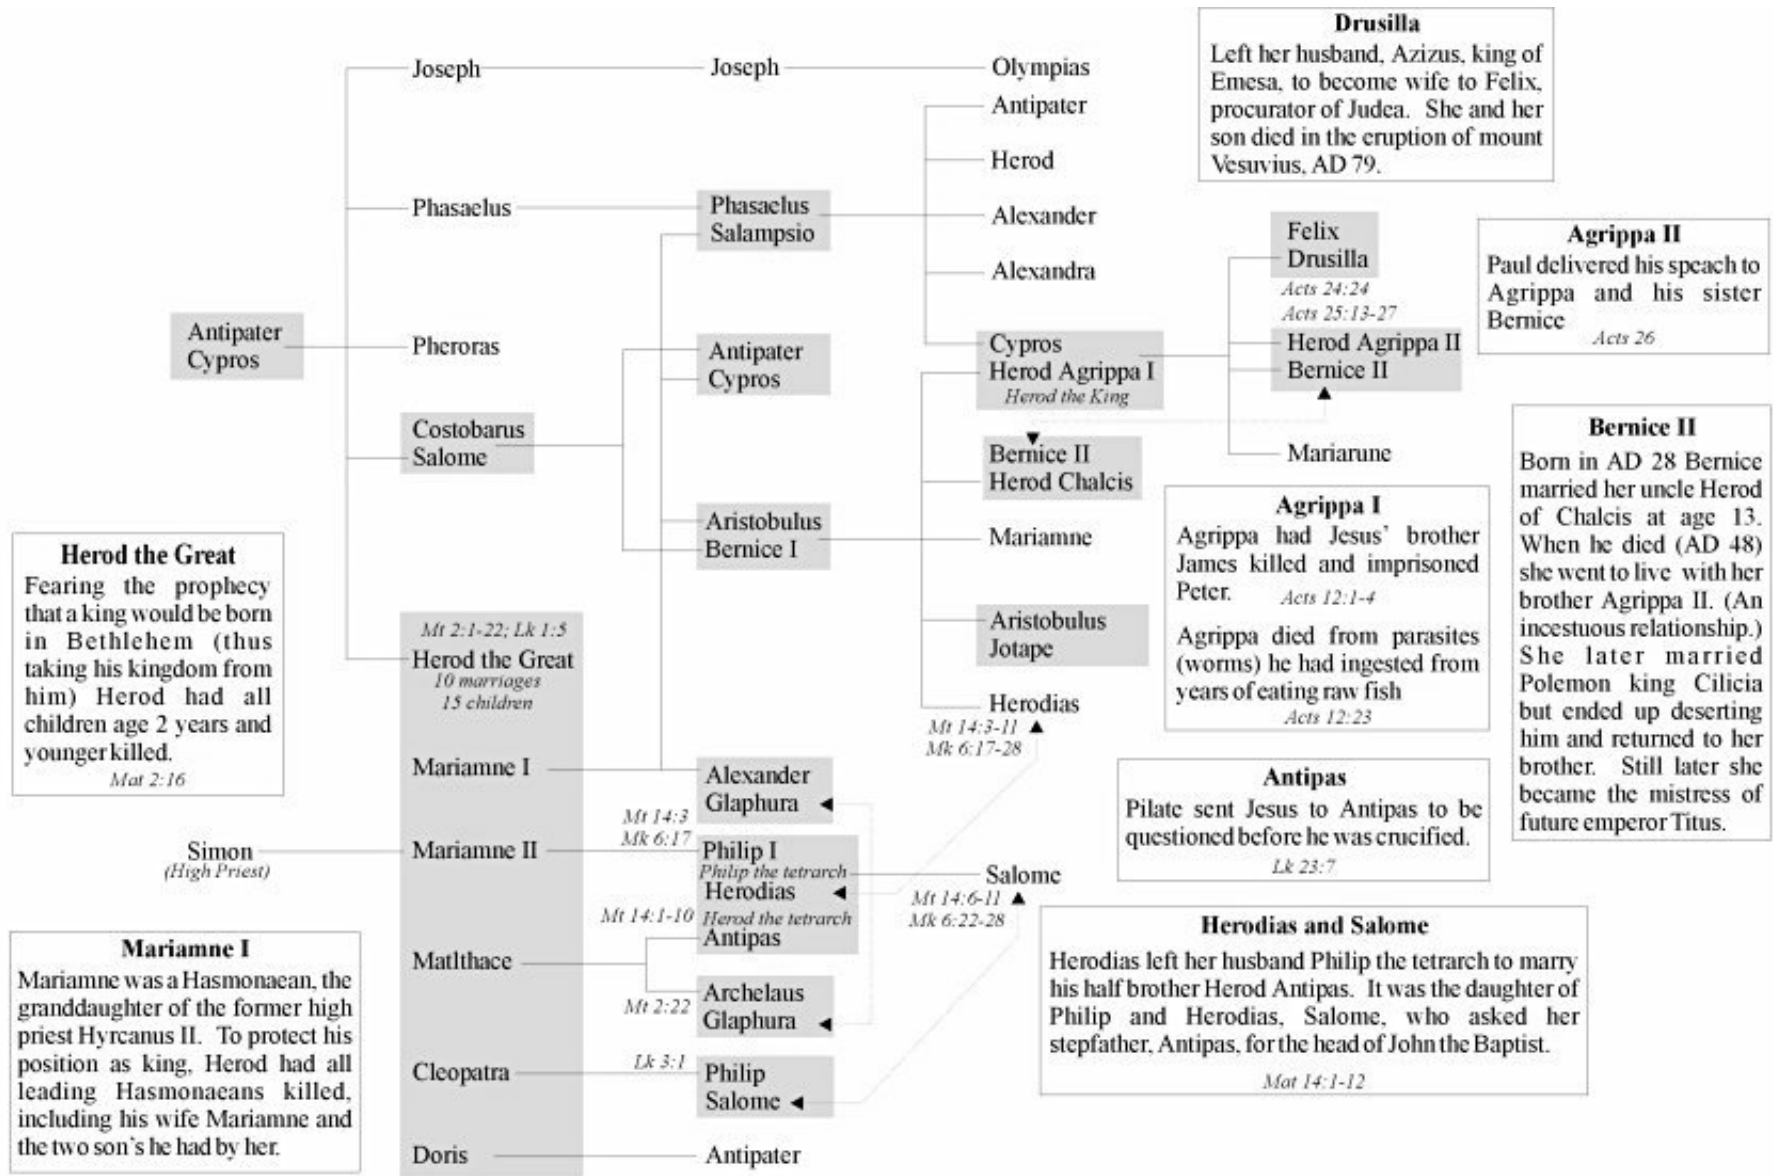 Drusilla
Left her husband, Azizus, king of
Emesa, to become wife to Felix,
procurator of Judea. She and her
son died in the eruption of mount
Vesuvius, AD 79.
Joseph
Joseph
Olympias
Antipater
Herod
Phasaelus
Phasaelus
Salampsio
Alexander
Alexandra
Felix
Drusilla
Acts 24:24
Acts 25:13-27
Agrippa II
Paul delivered his speach to
Agrippa and his sister
Bernice
Acts 26
Antipater
Cypros
Pheroras
Antipater
Cypros
Cypros
Herod Agrippa I
Herod the King
Herod Agrippa II
Bernice II
Costobarus
Salome
Bernice II
Herod Chalcis
Mariarune
Bernice II
Born in AD 28 Bernice
married her uncle Herod
of Chalcis at age 13.
When he died (AD 48)
she went to live with her
brother Agrippa II. (An
incestuous relationship.)
She later married
Polemon king Cilicia
but ended up deserting
him and returned to her
brother. Still later she
became the mistress of
future emperor Titus.
Aristobulus
Bernice I
Mariamne
Agrippa I
Agrippa had Jesus' brother
James killed and imprisoned
Peter.
Acts 12:1-4
Agrippa died from parasites
(worms) he had ingested from
years of eating raw fish
Acts 12:23
Herod the Great
Fearing the prophecy
that a king would be born
in Bethlehem (thus
taking his kingdom from
him) Herod had all
children age 2 years and
younger killed.
Mat 2:16
Mt 2:1-22; Lk 1:5
Herod the Great
10 marriages
15 children
Aristobulus
Jotape
Herodias
Mt 14:3-11
Mk 6:17-28
Mariamne I
Alexander
Glaphura
Antipas
Pilate sent Jesus to Antipas to be
questioned before he was crucified.
Lk 23:7
Mt 14:3
Mk 6:17
Simon
(High Priest)
Mariamne II
Philip I
Philip the tetrarch
Herodias
Salome
Mt 14:6-11
Mk 6:22-28
Mt 14:1-10
Herod the tetrarch
Antipas
Matlthace
Mt 2:22
Archelaus
Glaphura
Herodias and Salome
Herodias left her husband Philip the tetrarch to marry
his half brother Herod Antipas. It was the daughter of
Philip and Herodias, Salome, who asked her
stepfather, Antipas, for the head of John the Baptist.
Mat 14:1-12
Mariamne I
Mariamne was a Hasmonaean, the
granddaughter of the former high
priest Hyrcanus II. To protect his
position as king, Herod had all
leading Hasmonaeans killed,
including his wife Mariamne and
the two son's he had by her.
Cleopatra
Lk 3:1
Philip
Salome
Doris
Antipater